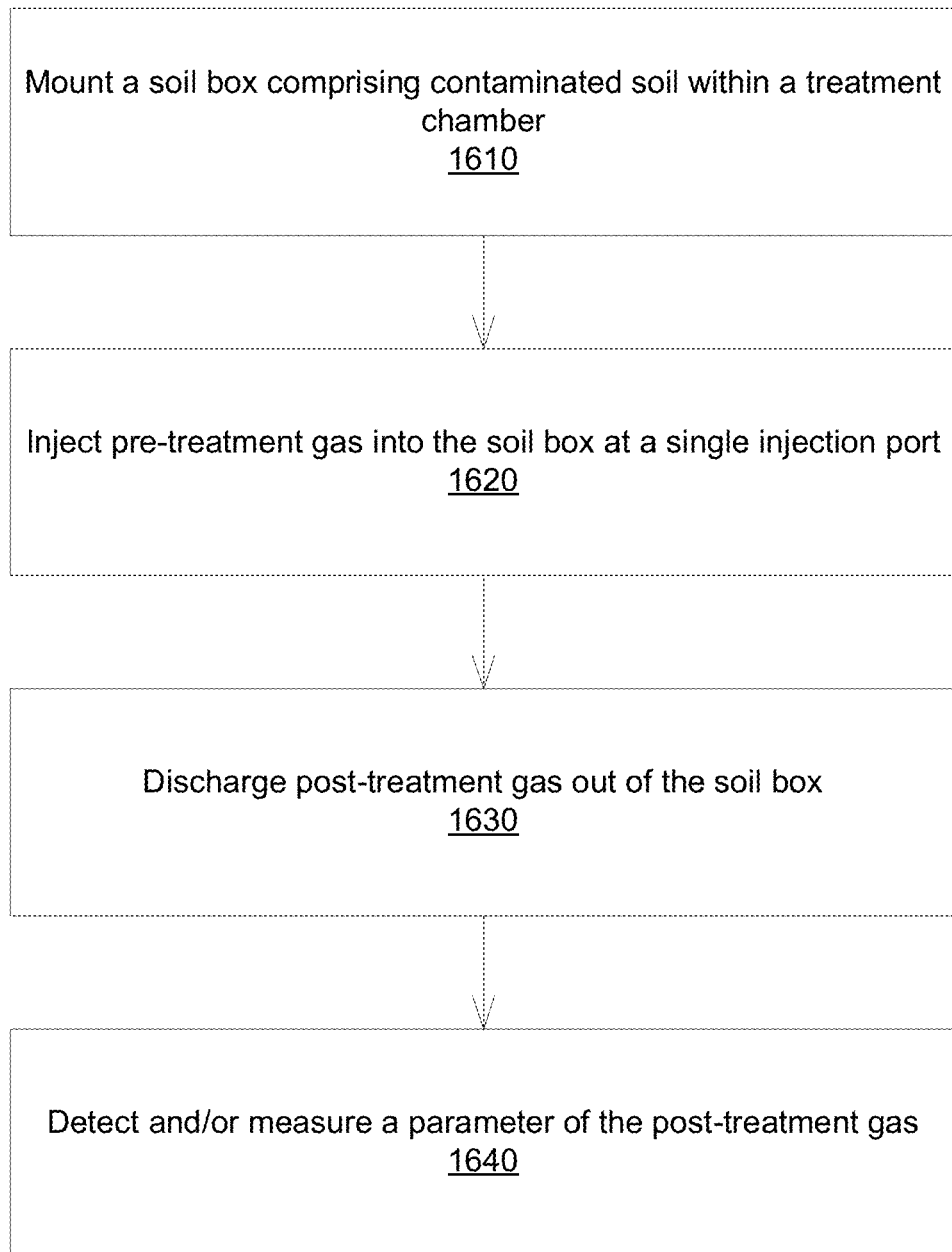 Mount a soil box comprising contaminated soil within a treatment
chamber
1610
Inject pre-treatment gas into the soil box at a single injection port
1620
Discharge post-treatment gas out of the soil box
1630
Detect and/or measure a parameter of the post-treatment gas
1640